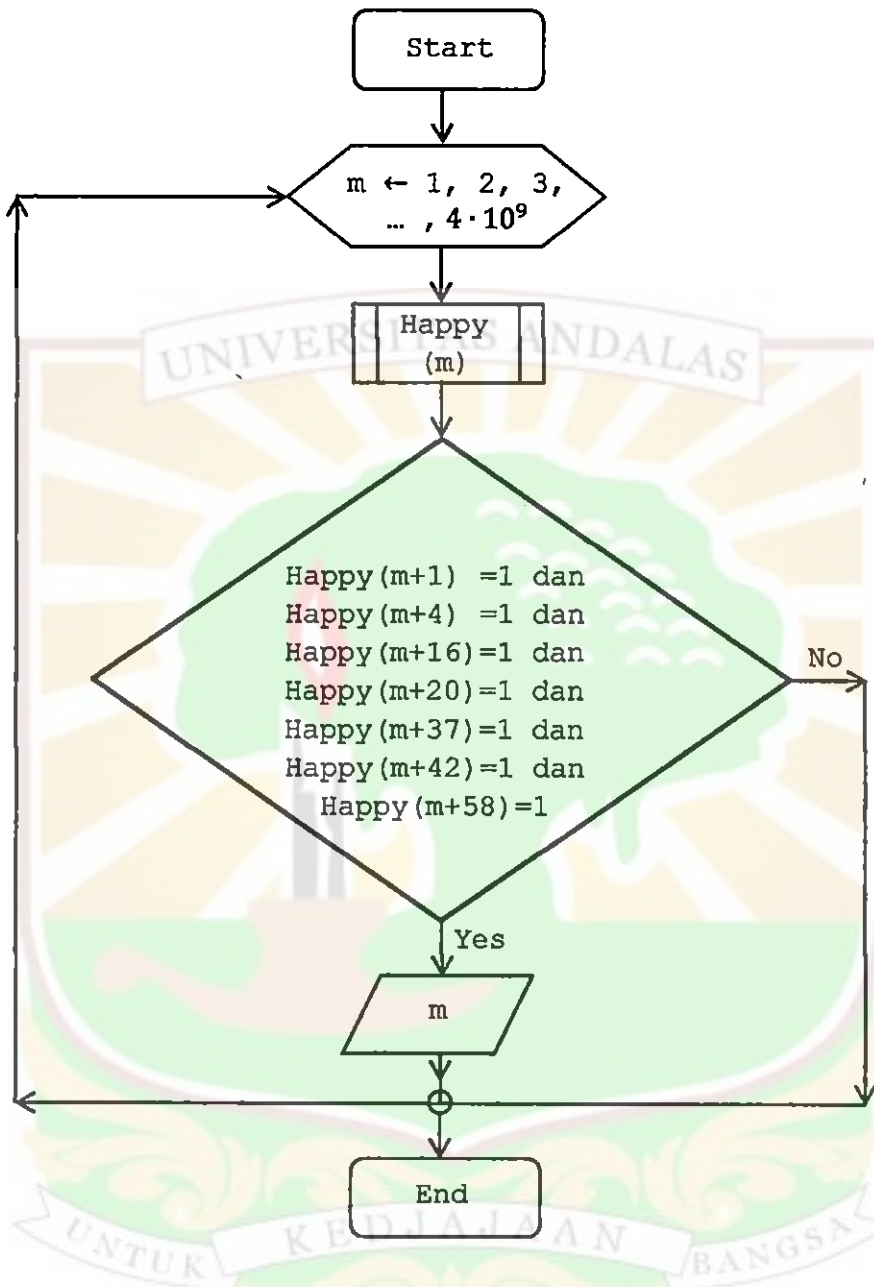 Start
m ← 1, 2, 3,
… , 4·10⁹
Happy
(m)
UNIVERSITAS ANDALAS
Happy(m+1) =1 dan
Happy(m+4) =1 dan
Happy(m+16)=1 dan
Happy(m+20)=1 dan
Happy(m+37)=1 dan
Happy(m+42)=1 dan
Happy(m+58)=1
No
Yes
m
End
UNTUK KEDJAJAAN BANGSA